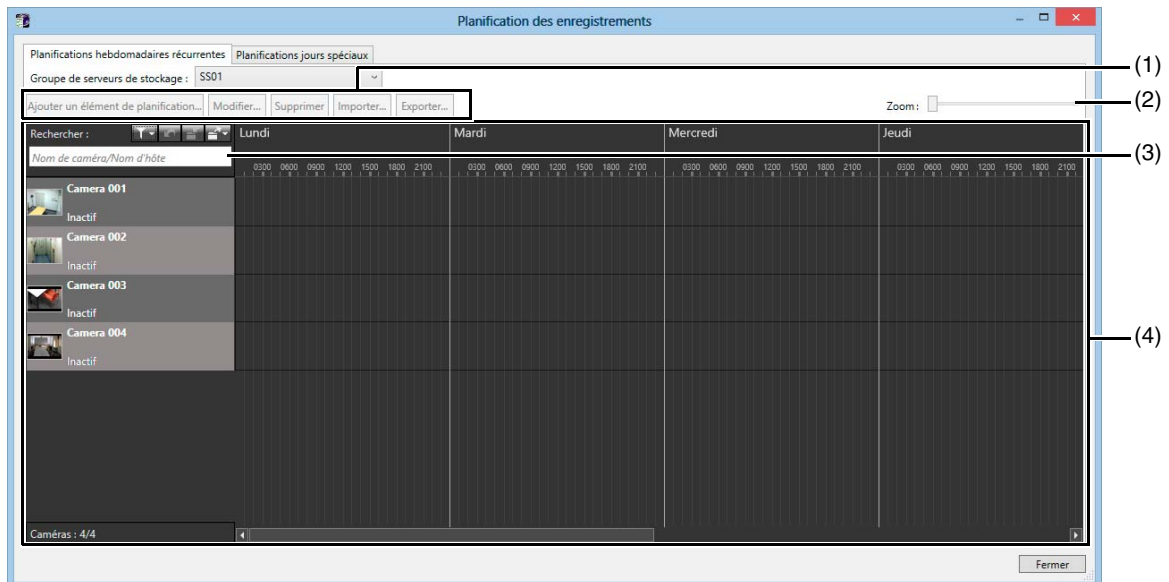 Planification des enregistrements
Planifications hebdomadaires récurrentes Planifications jours spéciaux
Groupe de serveurs de stockage : SS01
(1)
Ajouter un élément de planification... Modifier... Supprimer Importer... Exporter... Zoom :
(2)
Rechercher : Lundi Mardi Mercredi Jeudi
Nom de caméra/Nom d'hôte
(3)
0300 0600 0900 1200 1500 1800 2100 0300 0600 0900 1200 1500 1800 2100 0300 0600 0900 1200 1500 1800 2100 0300 0600 0900 1200 1500 1800 2100
Camera 001
Inactif
Camera 002
Inactif
Camera 003
Inactif
Camera 004
Inactif
(4)
Caméras : 4/4
Fermer